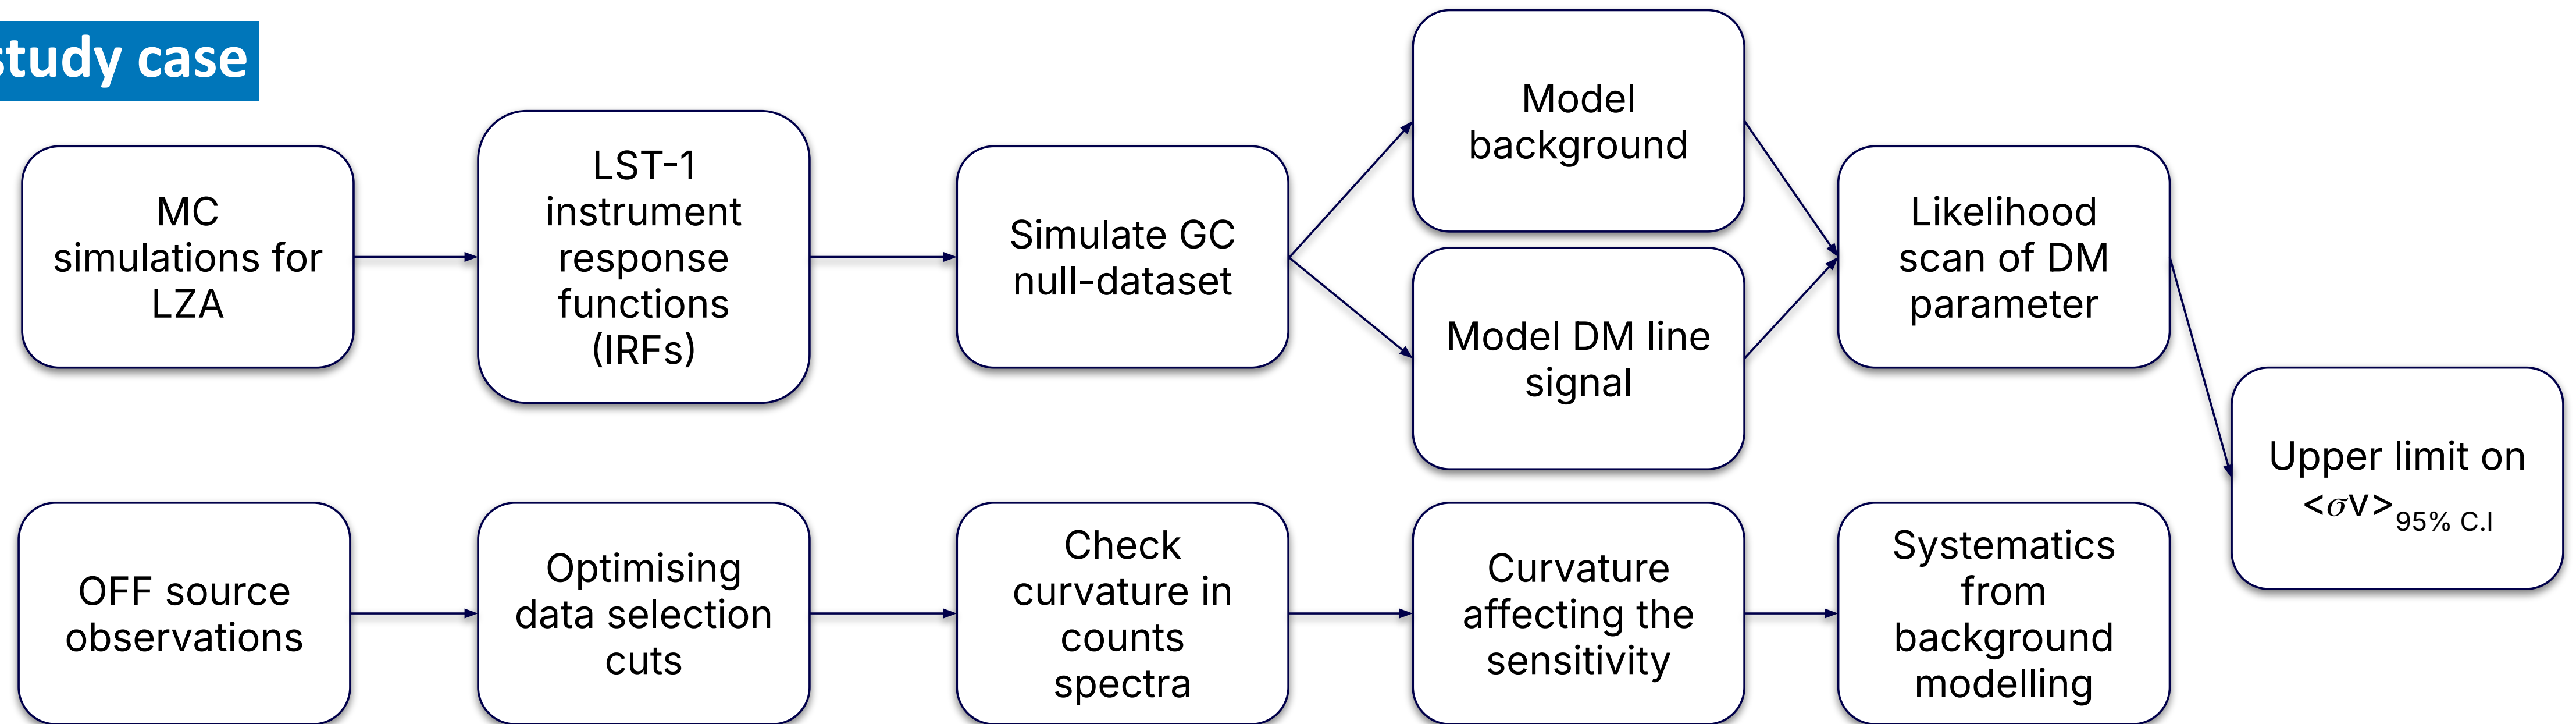 study case
MC
simulations for
LZA
LST-1
instrument
response
functions
(IRFs)
Simulate GC
null-dataset
Model
background
Model DM line
signal
Likelihood
scan of DM
parameter
Upper limit on
<σv>95% C.I
OFF source
observations
Optimising
data selection
cuts
Check
curvature in
counts
spectra
Curvature
affecting the
sensitivity
Systematics
from
background
modelling